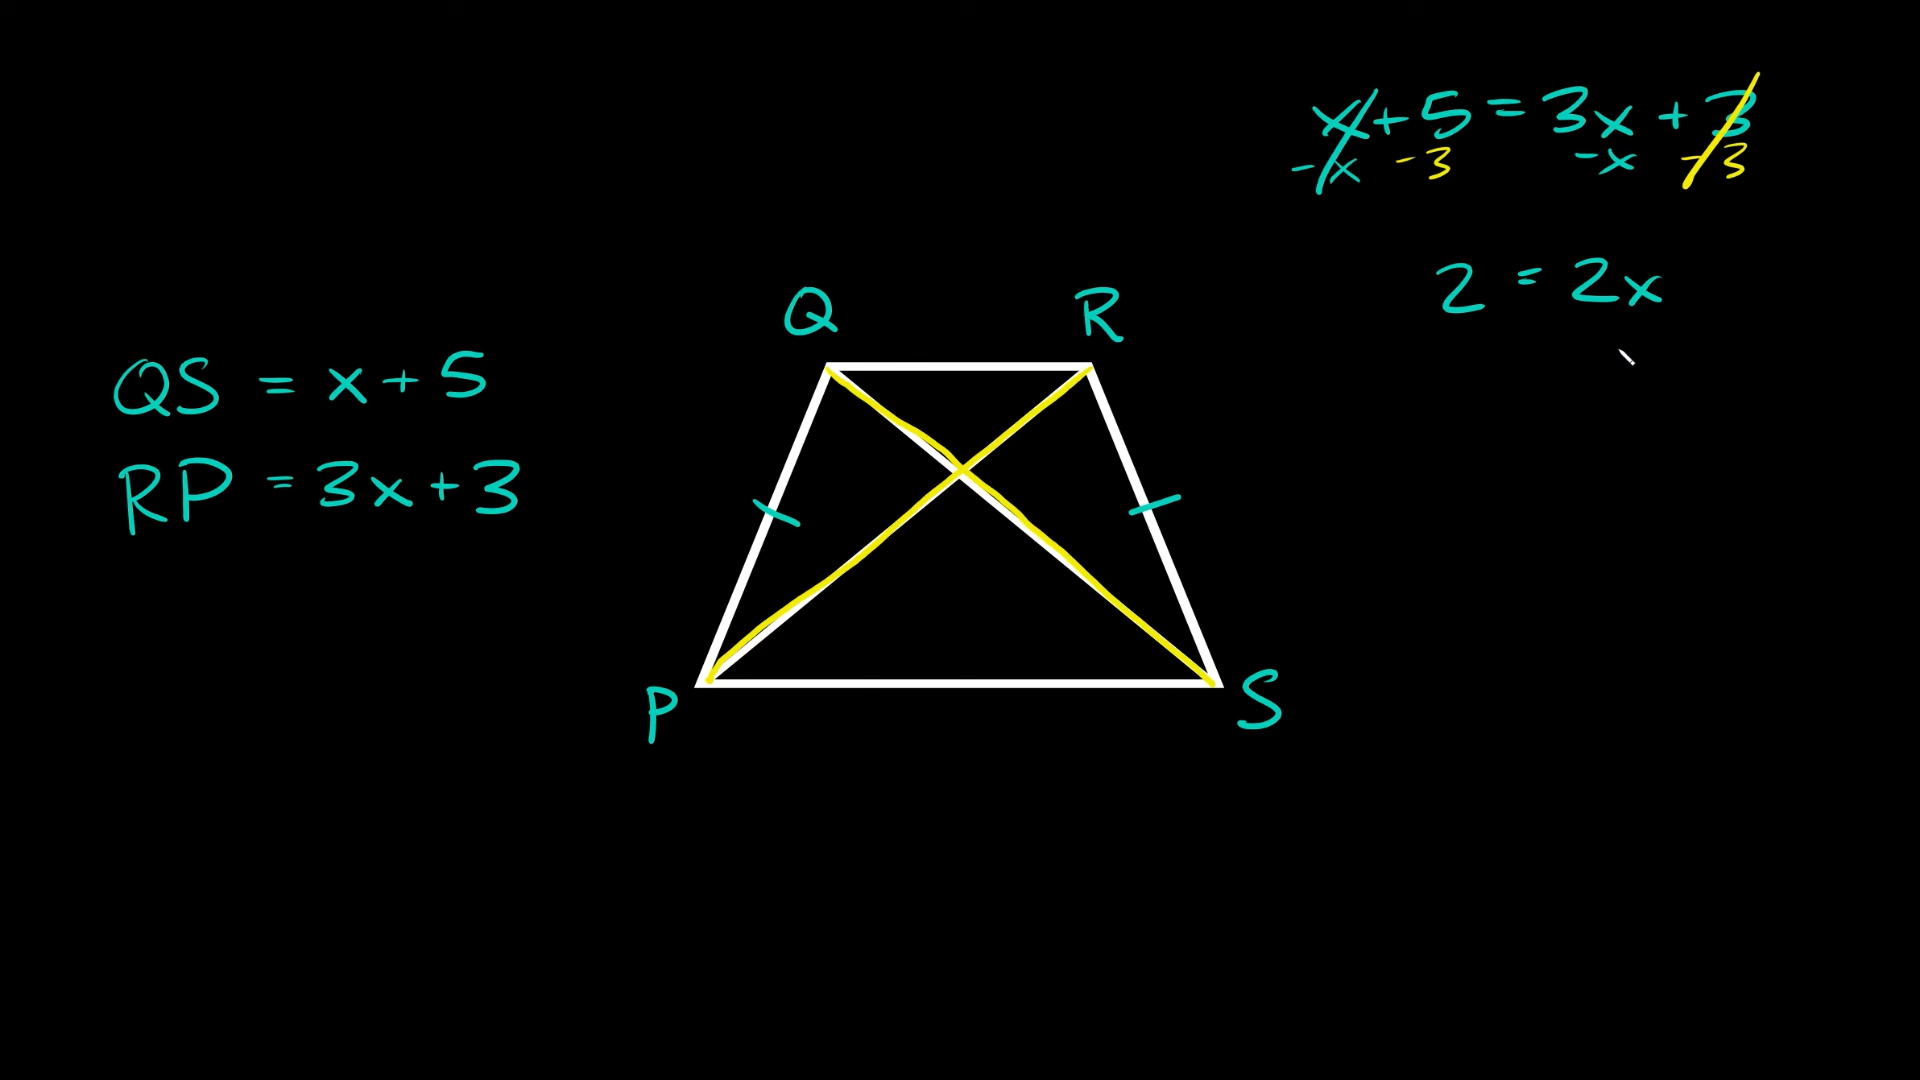 x+5=3x+3
-x -3 -x -3
2 = 2x
Q R
QS = x+5
RP = 3x+3
P S